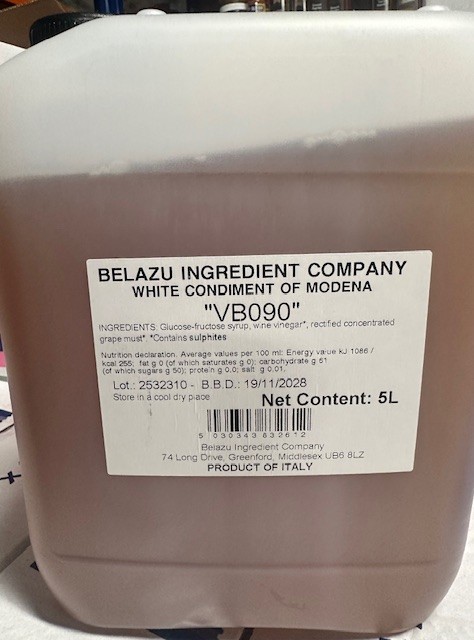 BELAZU INGREDIENT COMPANY
WHITE CONDIMENT OF MODENA
"VB090"
INGREDIENTS: Glucose-fructose syrup, wine vinegar*, rectified concentrated
grape must*. *Contains sulphites
Nutrition declaration. Average values per 100 ml: Energy value kJ 1086 /
kcal 255; fat g 0 (of which saturates g 0); carbohydrate g 51
(of which sugars g 50); protein g 0.0; salt g 0.01.
Lot.: 2532310 - B.B.D.: 19/11/2028
Store in a cool dry place
Net Content: 5L
5 030343 832612
Belazu Ingredient Company
74 Long Drive, Greenford, Middlesex UB6 8LZ
PRODUCT OF ITALY